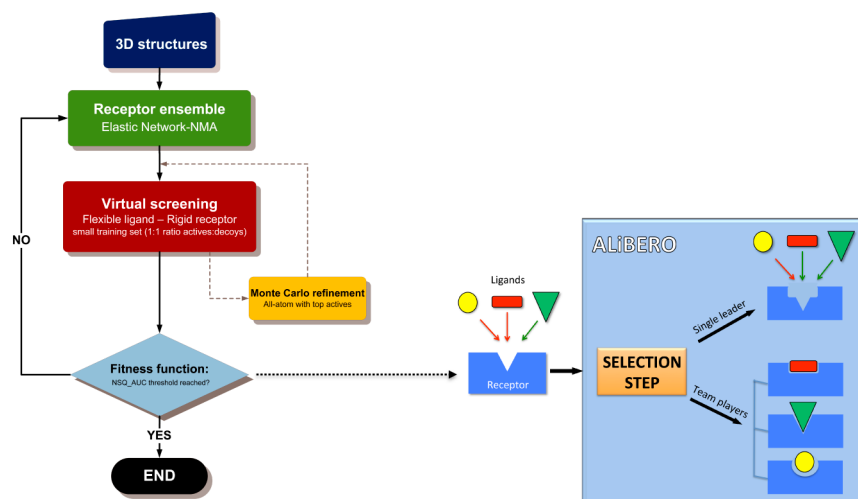 3D structures
Receptor ensemble
Elastic Network-NMA
Virtual screening
Flexible ligand – Rigid receptor
small training set (1:1 ratio actives:decoys)
NO
Monte Carlo refinement
All-atom with top actives
Fitness function:
NSQ_AUC threshold reached?
YES
END
Ligands
Receptor
ALiBERO
SELECTION
STEP
Single leader
Team players